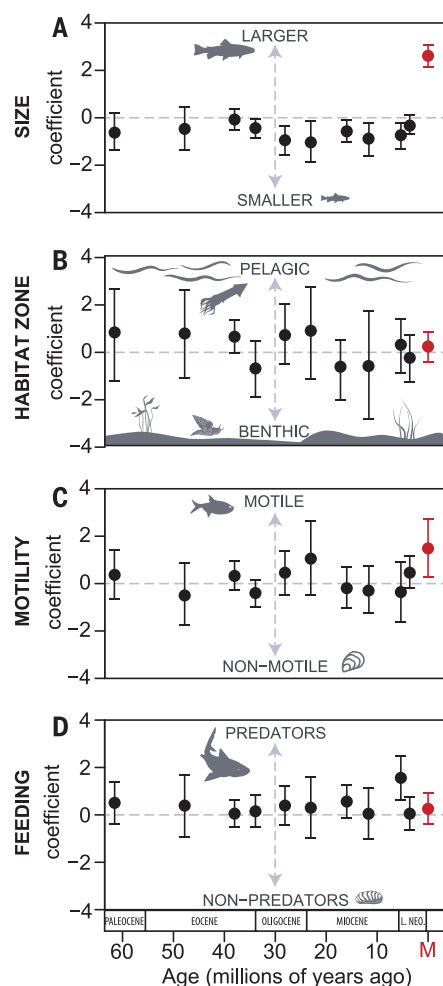 A
SIZE
coefficient
4
2
0
−2
−4
LARGER
SMALLER
B
HABITAT ZONE
coefficient
4
2
0
−2
−4
PELAGIC
BENTHIC
C
MOTILITY
coefficient
4
2
0
−2
−4
MOTILE
NON-MOTILE
D
FEEDING
coefficient
4
2
0
−2
−4
PREDATORS
NON-PREDATORS
PALEOCENE EOCENE OLIGOCENE MIOCENE L. NEO.
60 50 40 30 20 10 M
Age (millions of years ago)